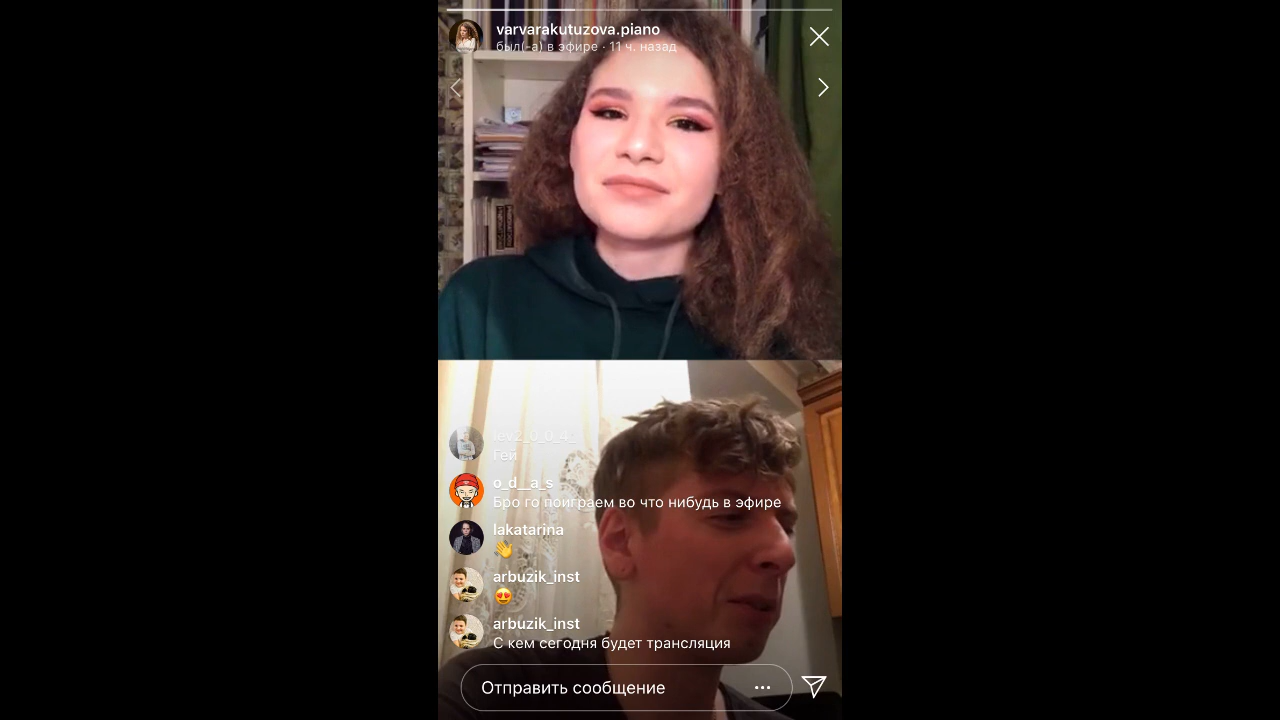 varvarakutuzova.piano
был(-а) в эфире · 11 ч. назад
lev2_0_0_4_
Гей
o_d__a_s
Бро го поиграем во что нибудь в эфире
lakatarina
👋
arbuzik_inst
😍
arbuzik_inst
С кем сегодня будет трансляция
Отправить сообщение